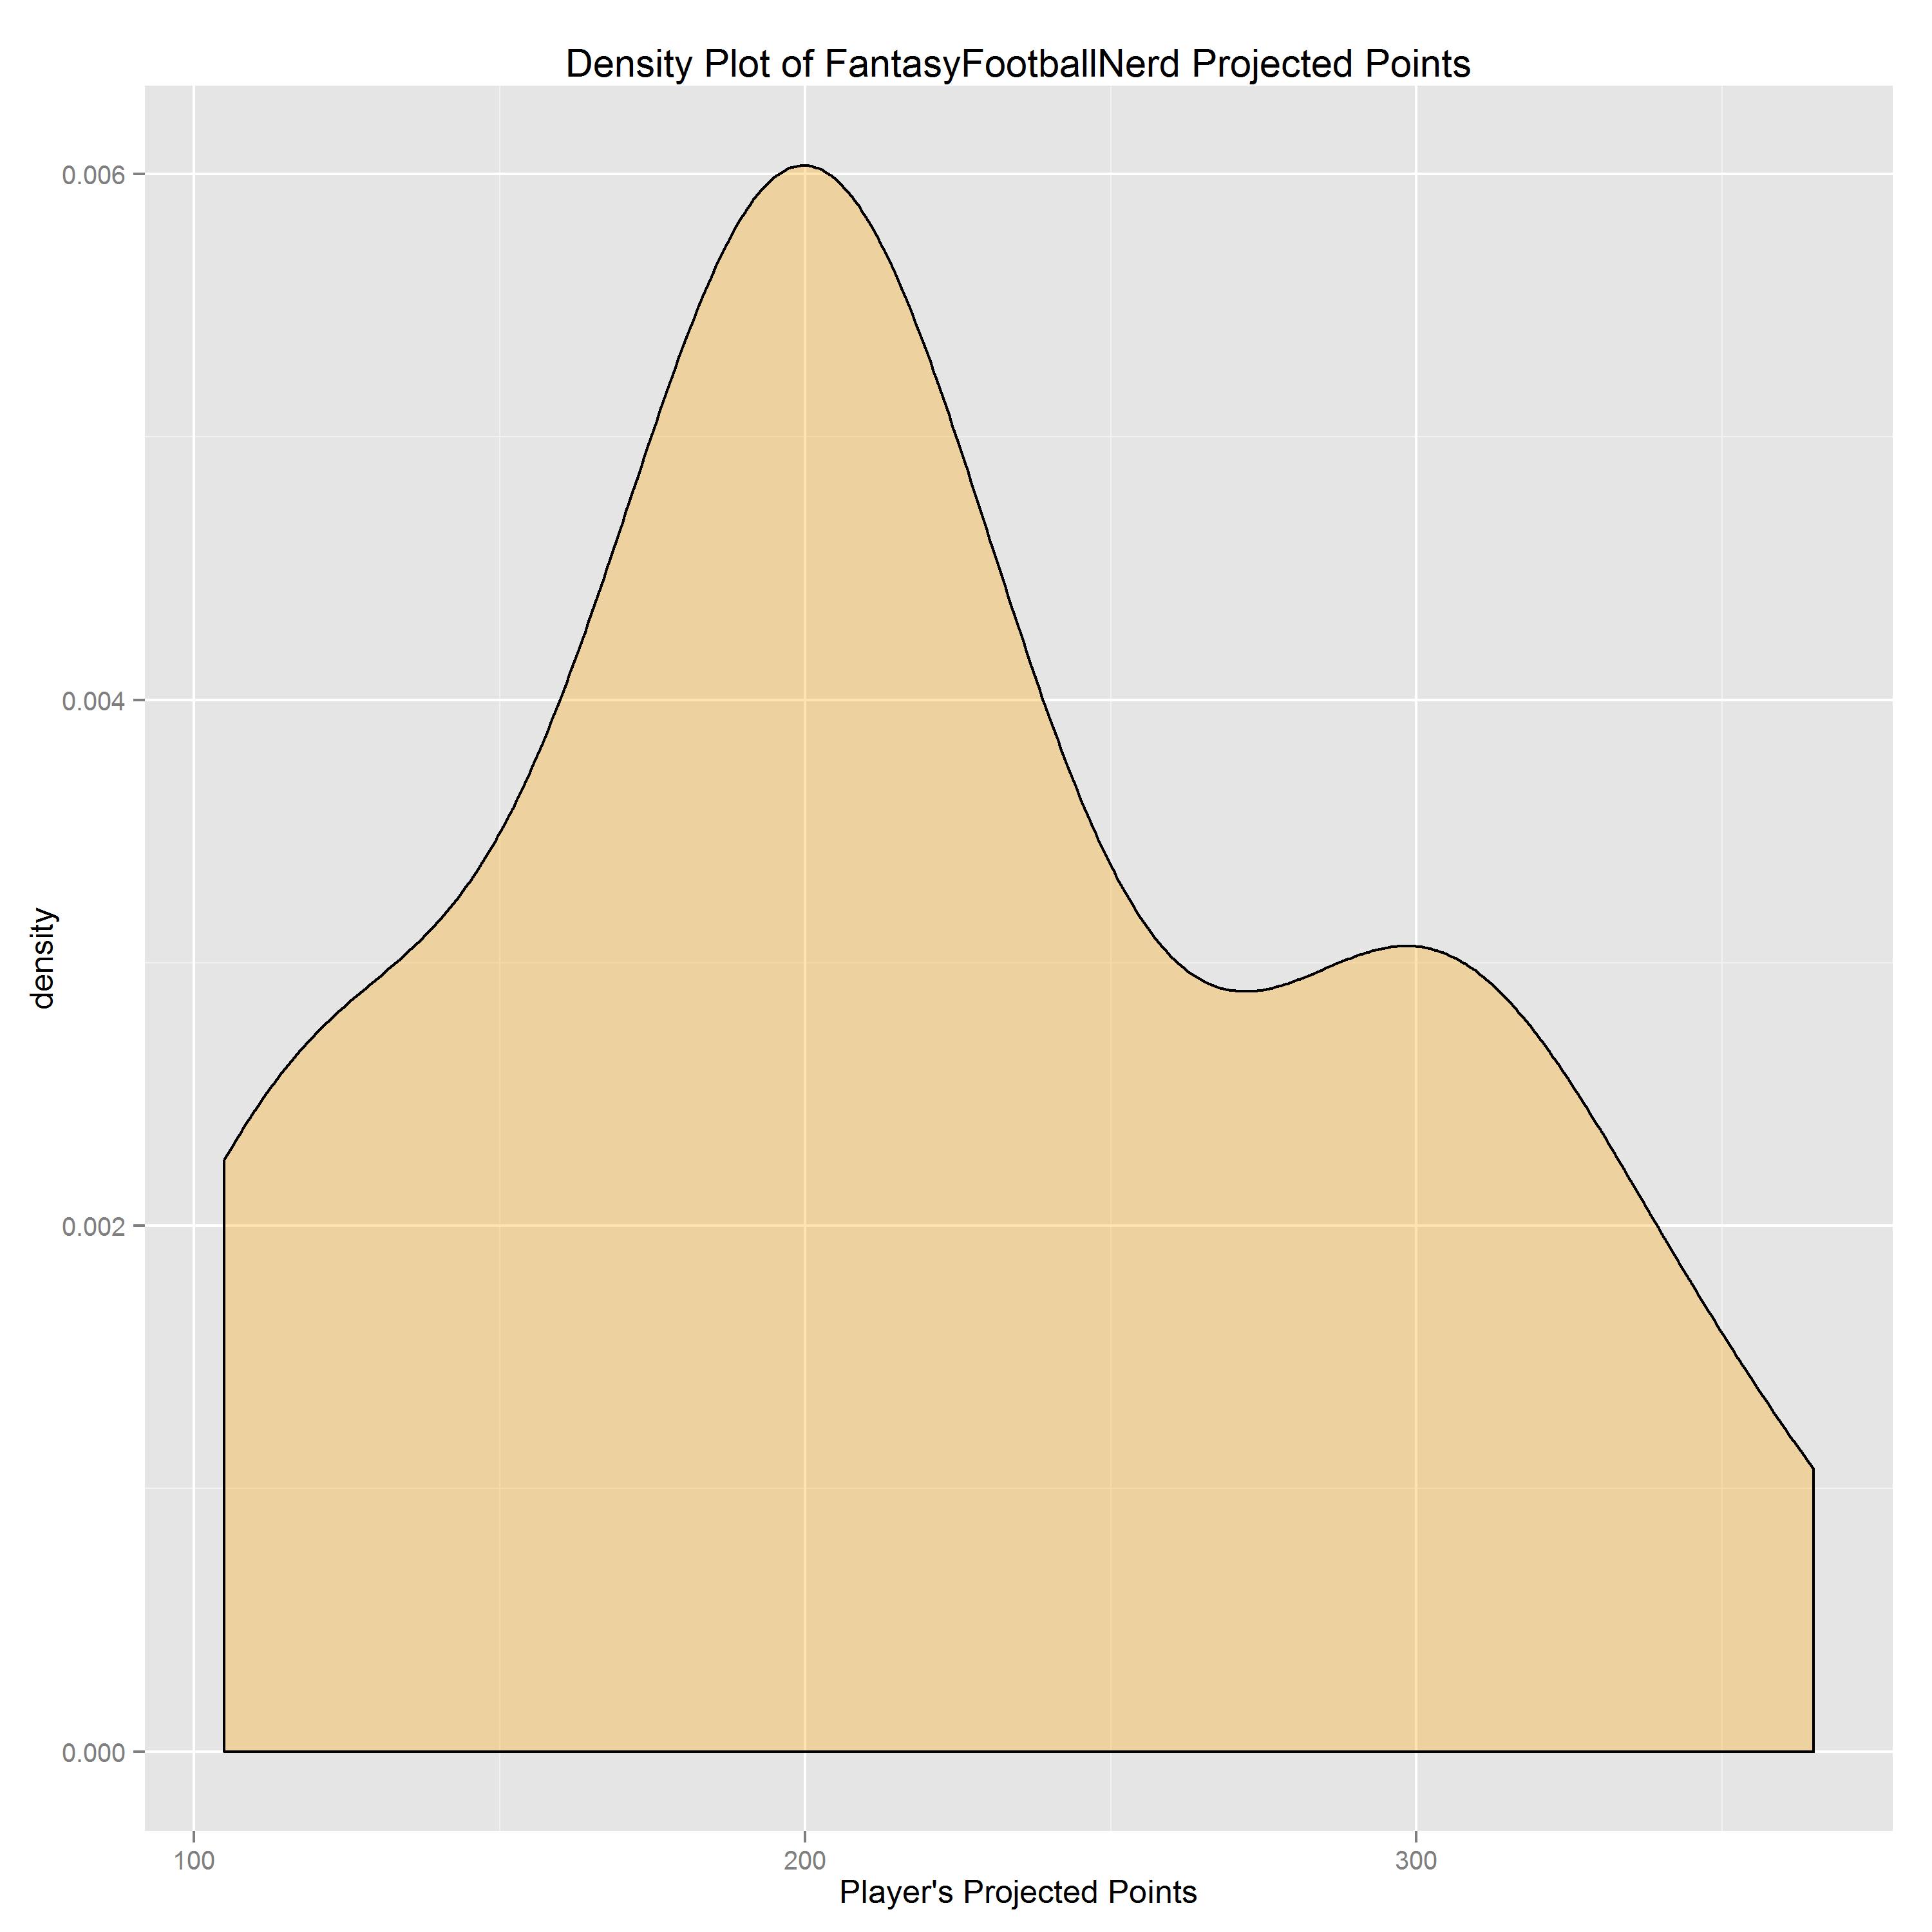 Density Plot of FantasyFootballNerd Projected Points
0.006
0.004
density
0.002
0.000
100 200 300
Player's Projected Points